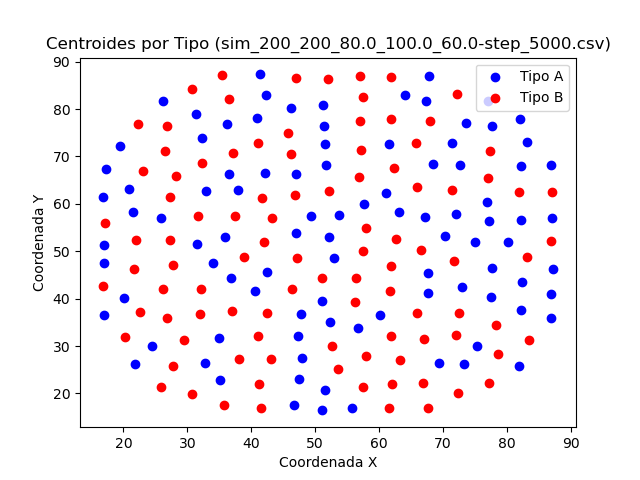 Centroides por Tipo (sim_200_200_80.0_100.0_60.0-step_5000.csv)
Tipo A
Tipo B
90
80
70
60
50
40
30
20
Coordenada Y
20 30 40 50 60 70 80 90
Coordenada X